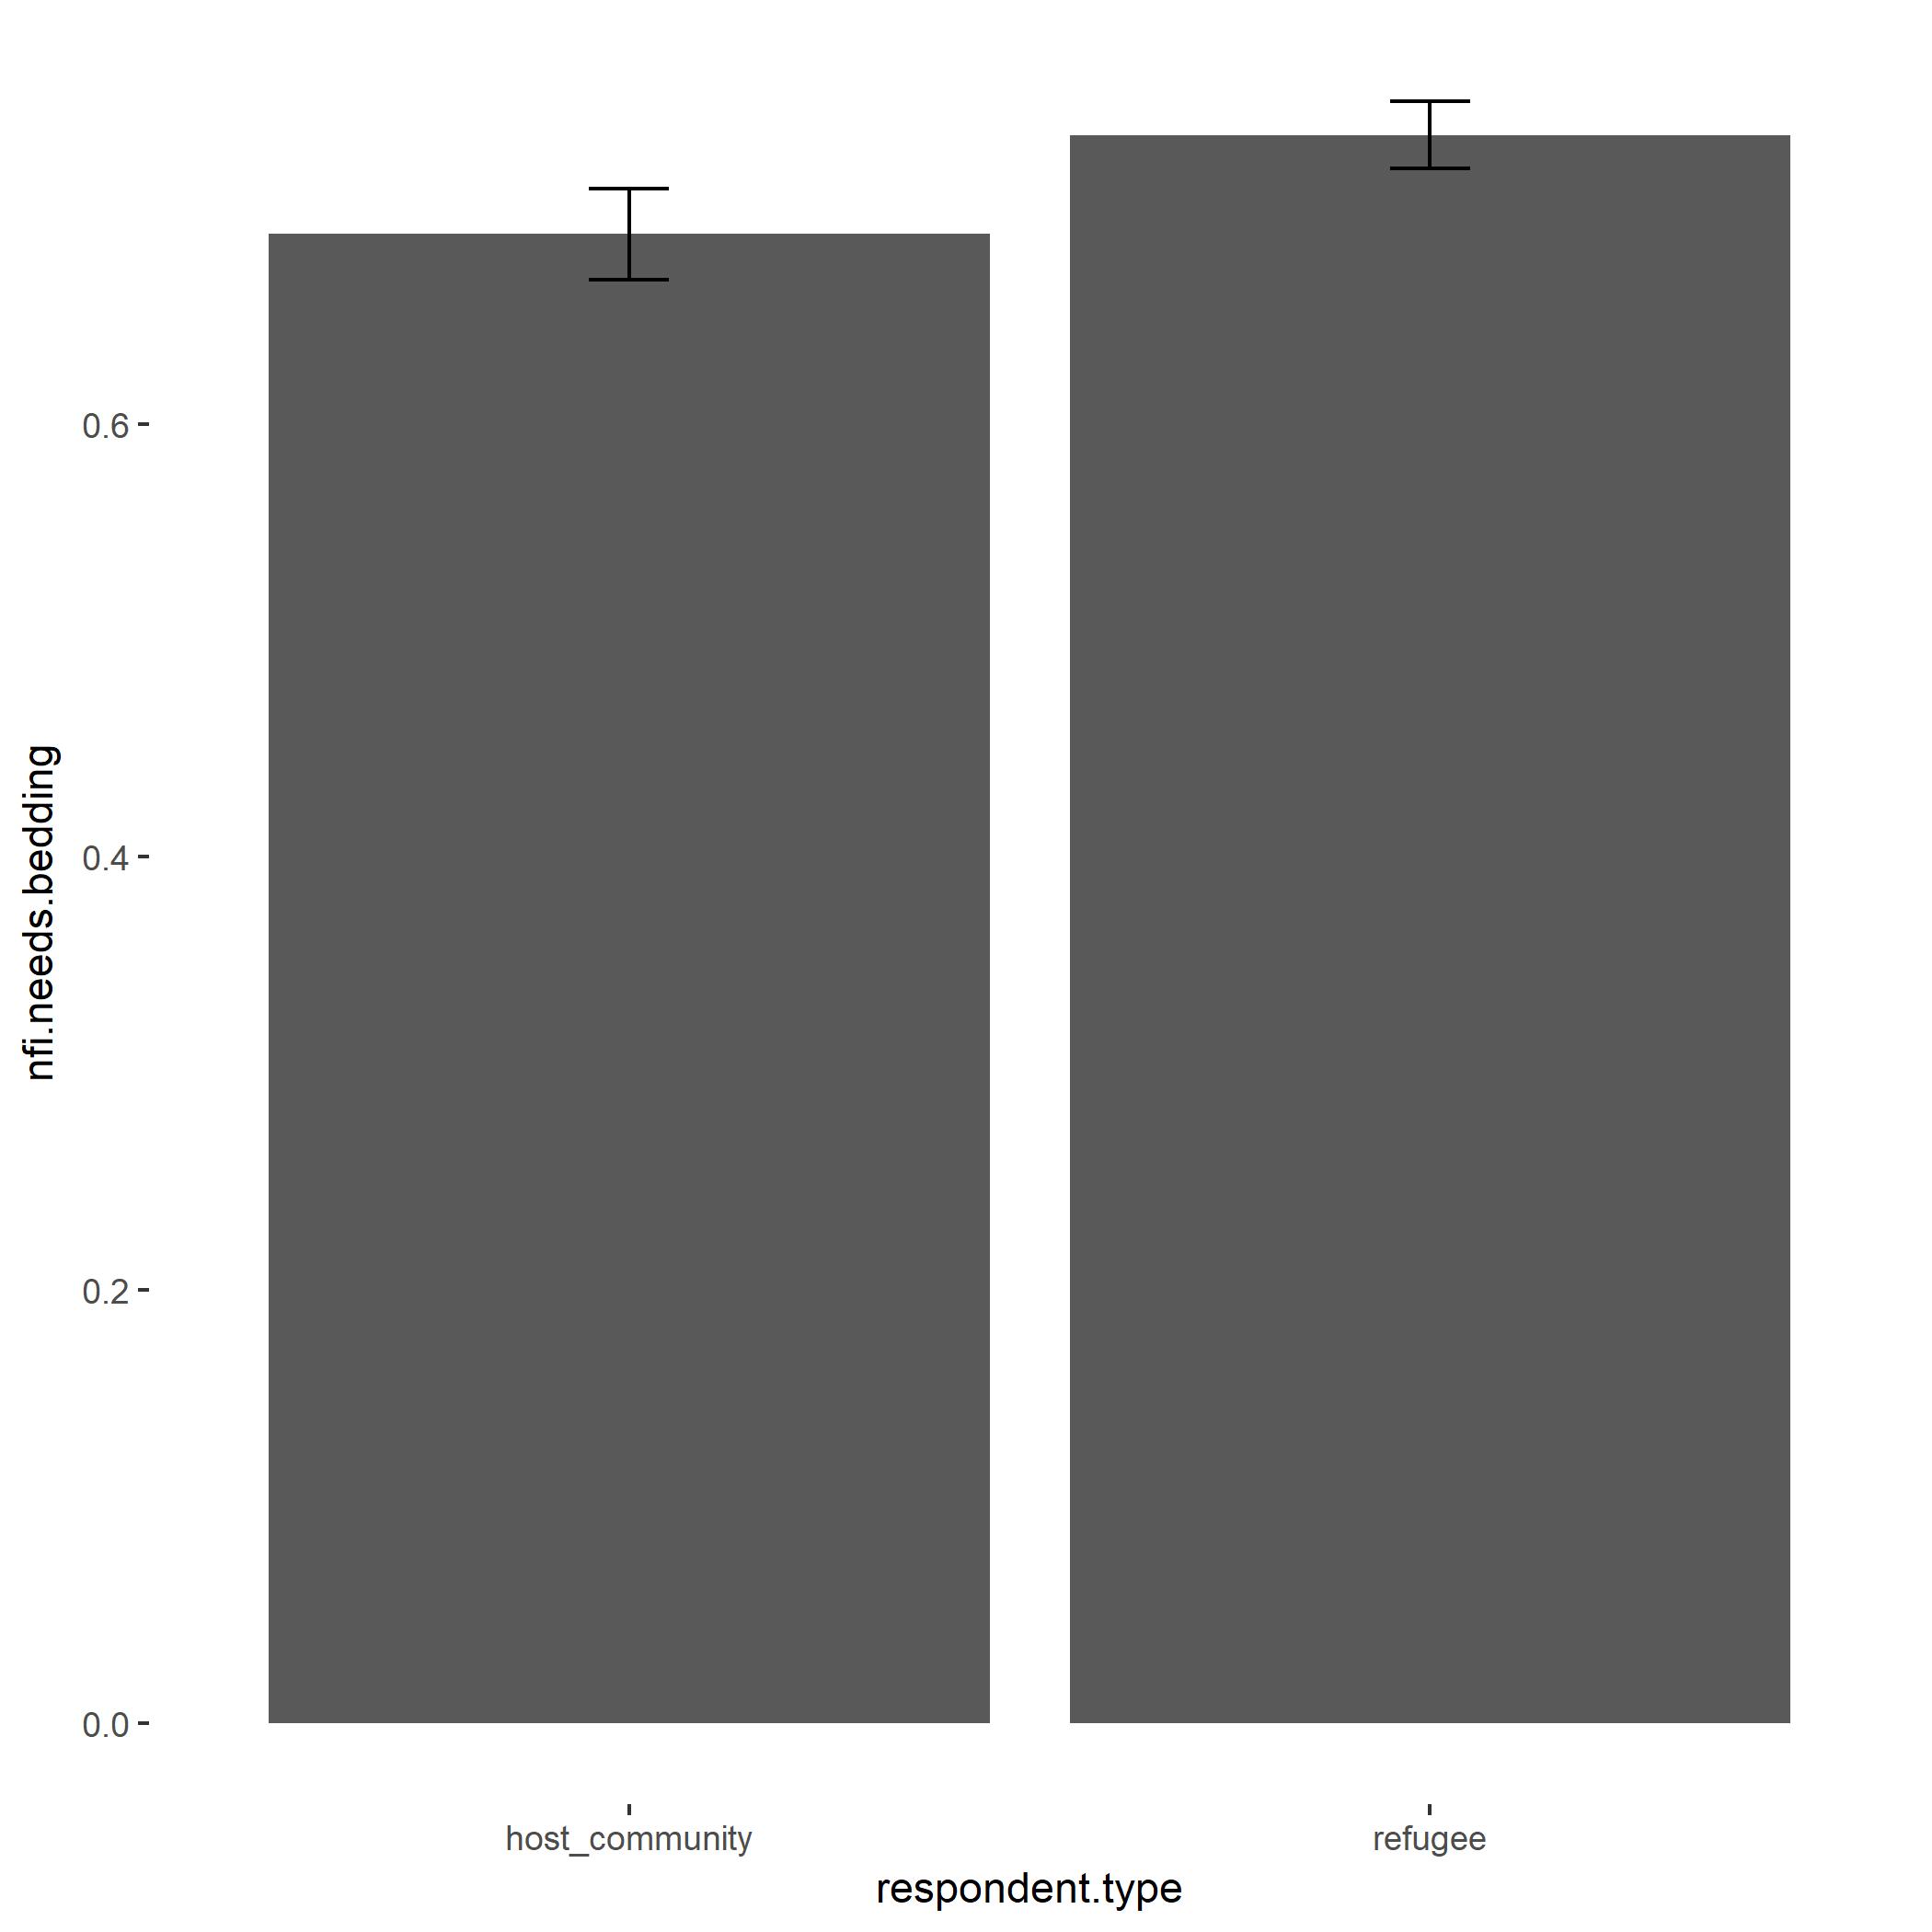 nfi.needs.bedding
0.6
0.4
0.2
0.0
host_community
refugee
respondent.type